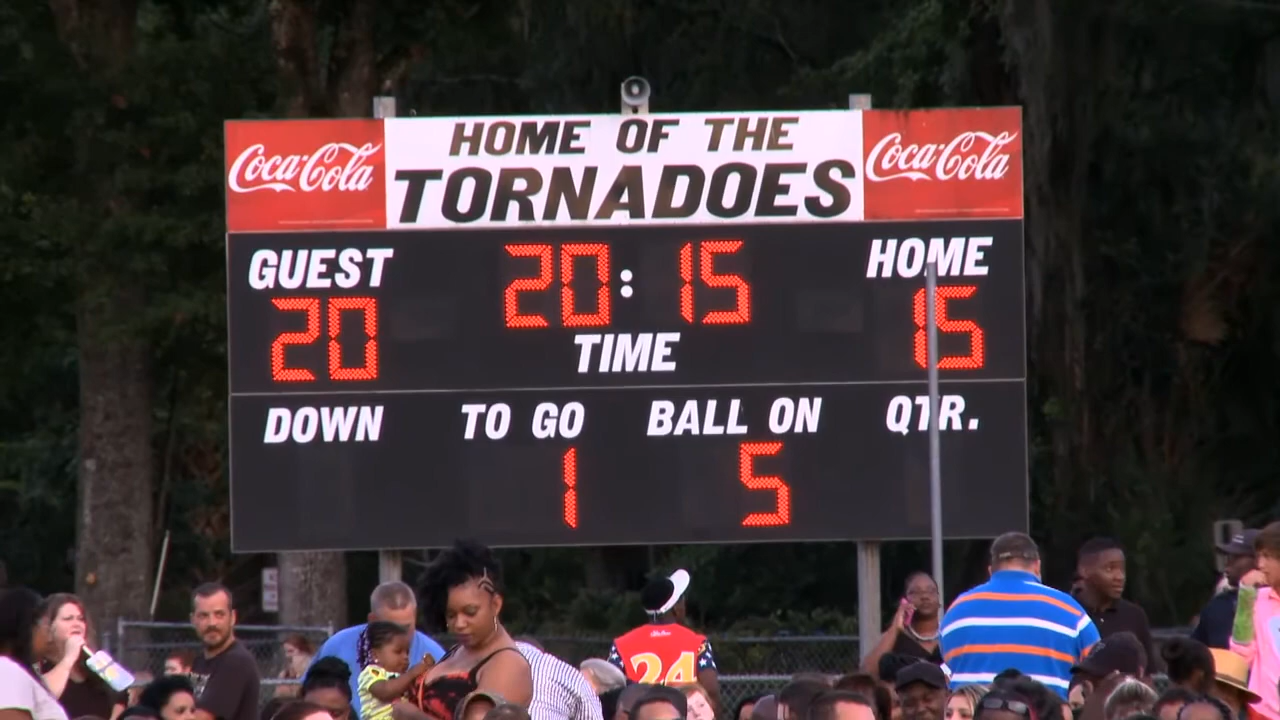 Coca-Cola HOME OF THE Coca-Cola
TORNADOES
GUEST 20:15 HOME
20 TIME 15
DOWN TO GO BALL ON QTR.
1 5
24